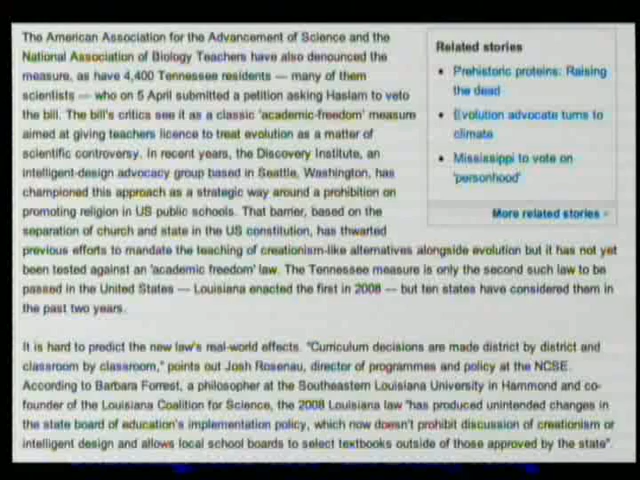 The American Association for the Advancement of Science and the
National Association of Biology Teachers have also denounced the
measure, as have 4,400 Tennessee residents — many of them
scientists — who on 5 April submitted a petition asking Haslam to veto
the bill. The bill's critics see it as a classic 'academic-freedom' measure
aimed at giving teachers licence to treat evolution as a matter of
scientific controversy. In recent years, the Discovery Institute, an
intelligent-design advocacy group based in Seattle, Washington, has
championed this approach as a strategic way around a prohibition on
promoting religion in US public schools. That barrier, based on the
separation of church and state in the US constitution, has thwarted
previous efforts to mandate the teaching of creationism-like alternatives alongside evolution but it has not yet
been tested against an 'academic freedom' law. The Tennessee measure is only the second such law to be
passed in the United States — Louisiana enacted the first in 2008 — but ten states have considered them in
the past two years.
It is hard to predict the new law's real-world effects. "Curriculum decisions are made district by district and
classroom by classroom," points out Josh Rosenau, director of programmes and policy at the NCSE.
According to Barbara Forrest, a philosopher at the Southeastern Louisiana University in Hammond and co-
founder of the Louisiana Coalition for Science, the 2008 Louisiana law "has produced unintended changes in
the state board of education's implementation policy, which now doesn't prohibit discussion of creationism or
intelligent design and allows local school boards to select textbooks outside of those approved by the state".
Related stories
• Prehistoric proteins: Raising
the dead
• Evolution advocate turns to
climate
• Mississippi to vote on
'personhood'
More related stories